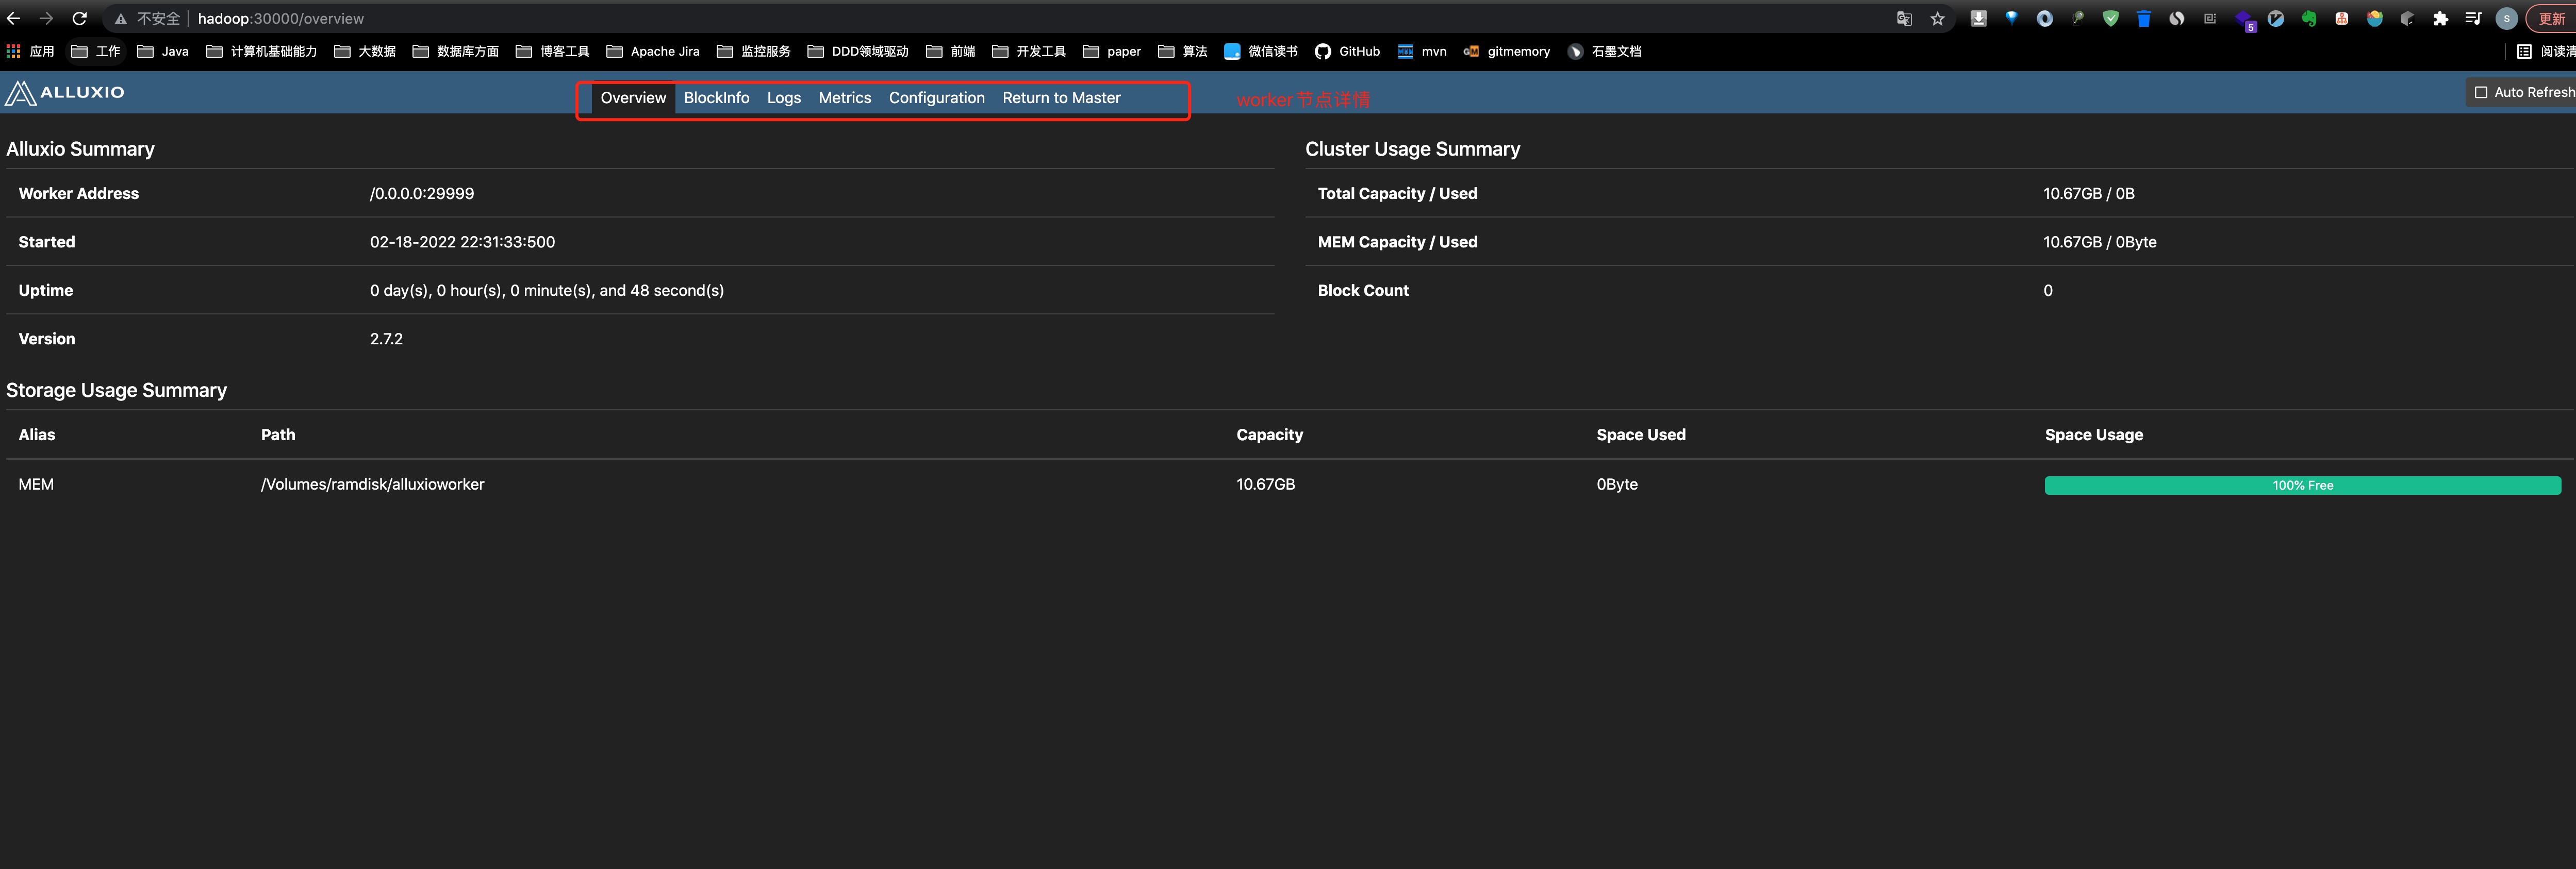 不安全 hadoop:30000/overview 5 s 更新
应用 工作 Java 计算机基础能力 大数据 数据库方面 博客工具 Apache Jira 监控服务 DDD领域驱动 前端 开发工具 paper 算法 微信读书 GitHub mvn gitmemory 石墨文档 阅读清
ALLUXIO Overview BlockInfo Logs Metrics Configuration Return to Master worker节点详情 Auto Refresh
Alluxio Summary
Worker Address /0.0.0.0:29999
Started 02-18-2022 22:31:33:500
Uptime 0 day(s), 0 hour(s), 0 minute(s), and 48 second(s)
Version 2.7.2
Cluster Usage Summary
Total Capacity / Used 10.67GB / 0B
MEM Capacity / Used 10.67GB / 0Byte
Block Count 0
Storage Usage Summary
Alias Path Capacity Space Used Space Usage
MEM /Volumes/ramdisk/alluxioworker 10.67GB 0Byte 100% Free